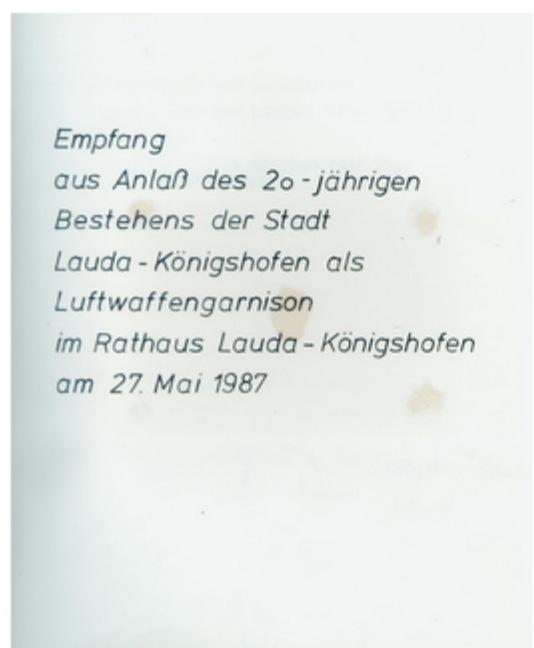 Empfang
aus Anlaß des 20-jährigen
Bestehens der Stadt
Lauda-Königshofen als
Luftwaffengarnison
im Rathaus Lauda-Königshofen
am 27. Mai 1987